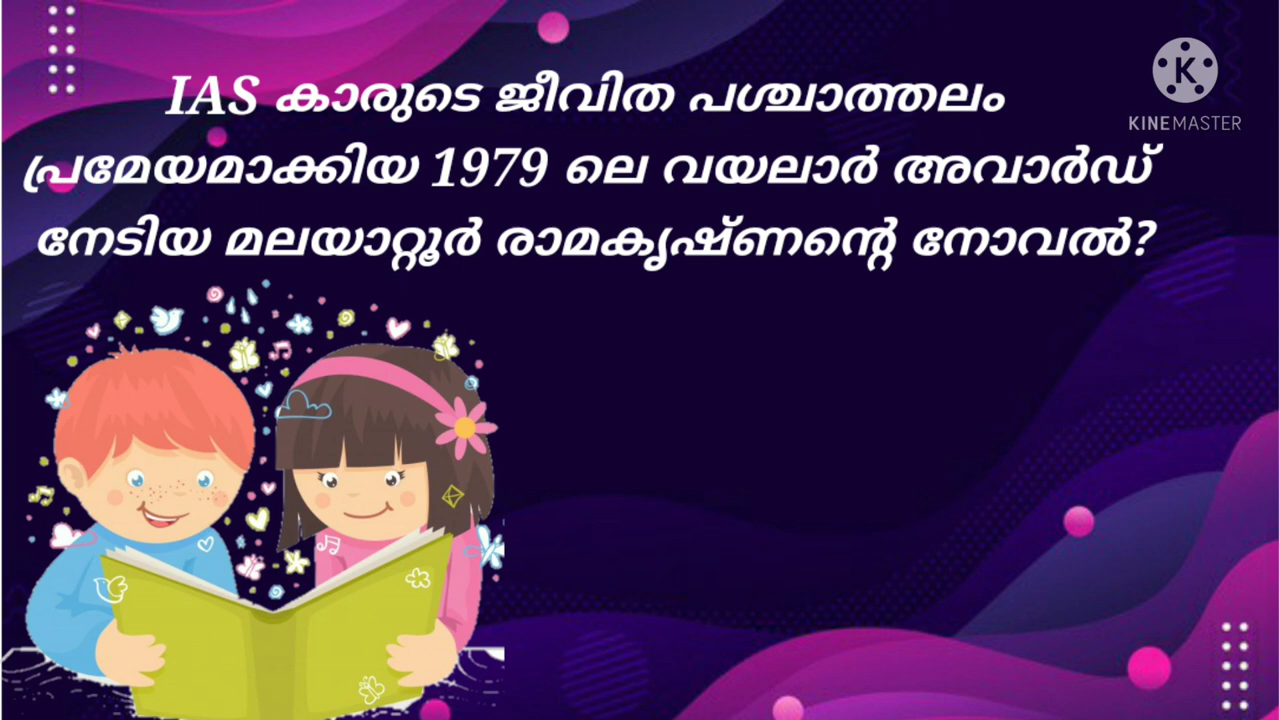 IAS കാരുടെ ജീവിത പശ്ചാത്തലം
പ്രമേയമാക്കിയ 1979 ലെ വയലാർ അവാർഡ്
നേടിയ മലയാറ്റൂർ രാമകൃഷ്ണന്റെ നോവൽ?
K
KINEMASTER